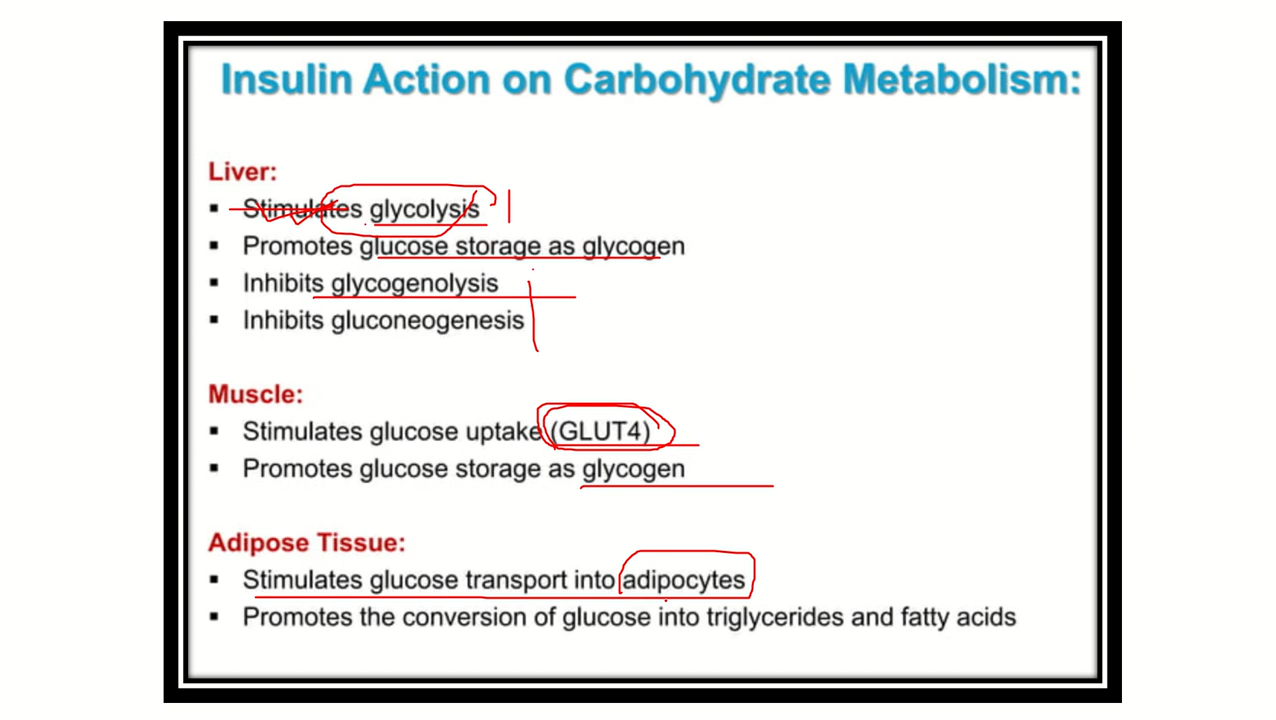 Insulin Action on Carbohydrate Metabolism:
Liver:
▪ Stimulates glycolysis
▪ Promotes glucose storage as glycogen
▪ Inhibits glycogenolysis
▪ Inhibits gluconeogenesis
Muscle:
▪ Stimulates glucose uptake (GLUT4)
▪ Promotes glucose storage as glycogen
Adipose Tissue:
▪ Stimulates glucose transport into adipocytes
▪ Promotes the conversion of glucose into triglycerides and fatty acids